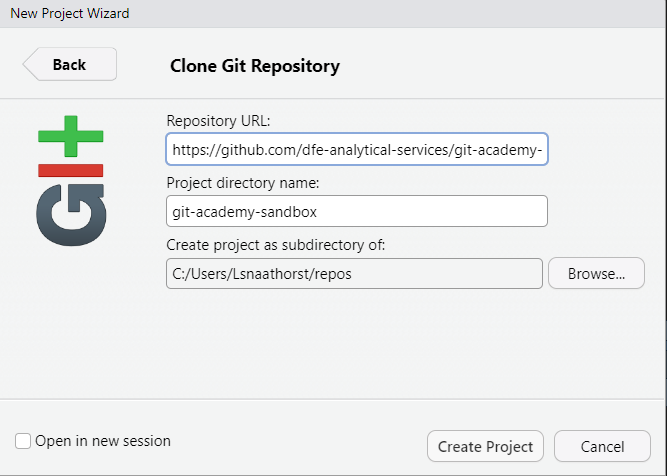 New Project Wizard
Back
Clone Git Repository
GIt
Repository URL:
https://github.com/dfe-analytical-services/git-academy-
Project directory name:
git-academy-sandbox
Create project as subdirectory of:
C:/Users/Lsnaathorst/repos
Browse...
Open in new session
Create Project
Cancel